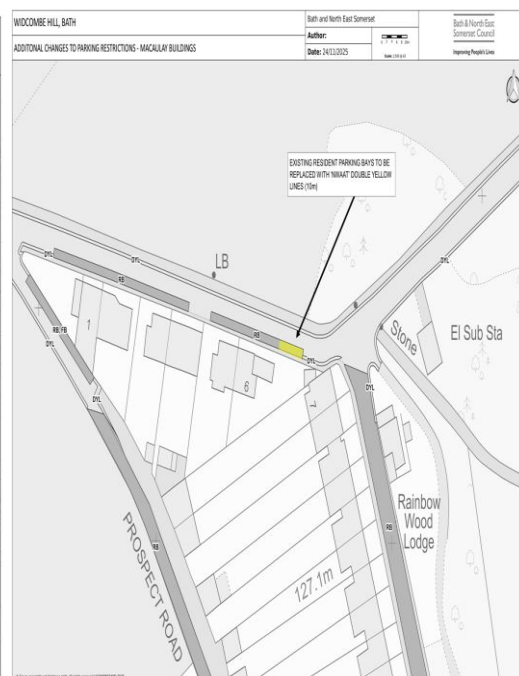 WIDCOMBE HILL, BATH
ADDITONAL CHANGES TO PARKING RESTRICTIONS - MACAULAY BUILDINGS
Bath and North East Somerset
Author:
Date: 24/11/2025
Bath & North East
Somerset Council
Improving People's Lives
EXISTING RESIDENT PARKING BAYS TO BE
REPLACED WITH 'NWAAT' DOUBLE YELLOW
LINES (10m)
LB
DYL
RB
DYL
RB
DYL
RB, FB
DYL
DYL
1
6
1
Stone
El Sub Sta
DYL
Rainbow
Wood
Lodge
RB
RB
PROSPECT ROAD
127.1m